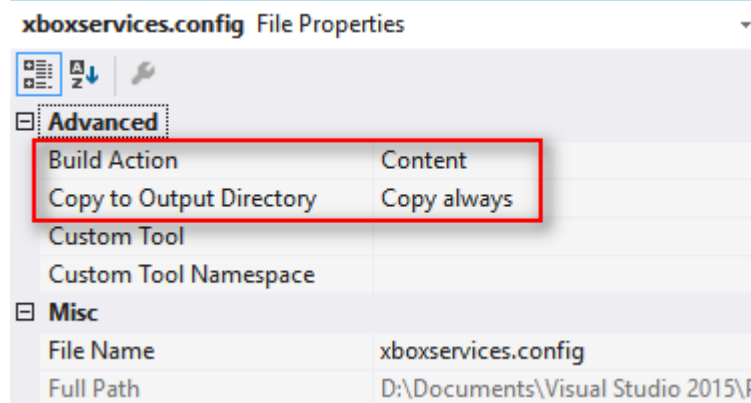 xboxservices.config File Properties
Advanced
Build Action Content
Copy to Output Directory Copy always
Custom Tool
Custom Tool Namespace
Misc
File Name xboxservices.config
Full Path D:\Documents\Visual Studio 2015\